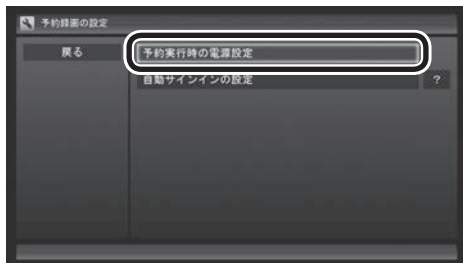 予約録画の設定
戻る
予約実行時の電源設定
自動サインインの設定
?